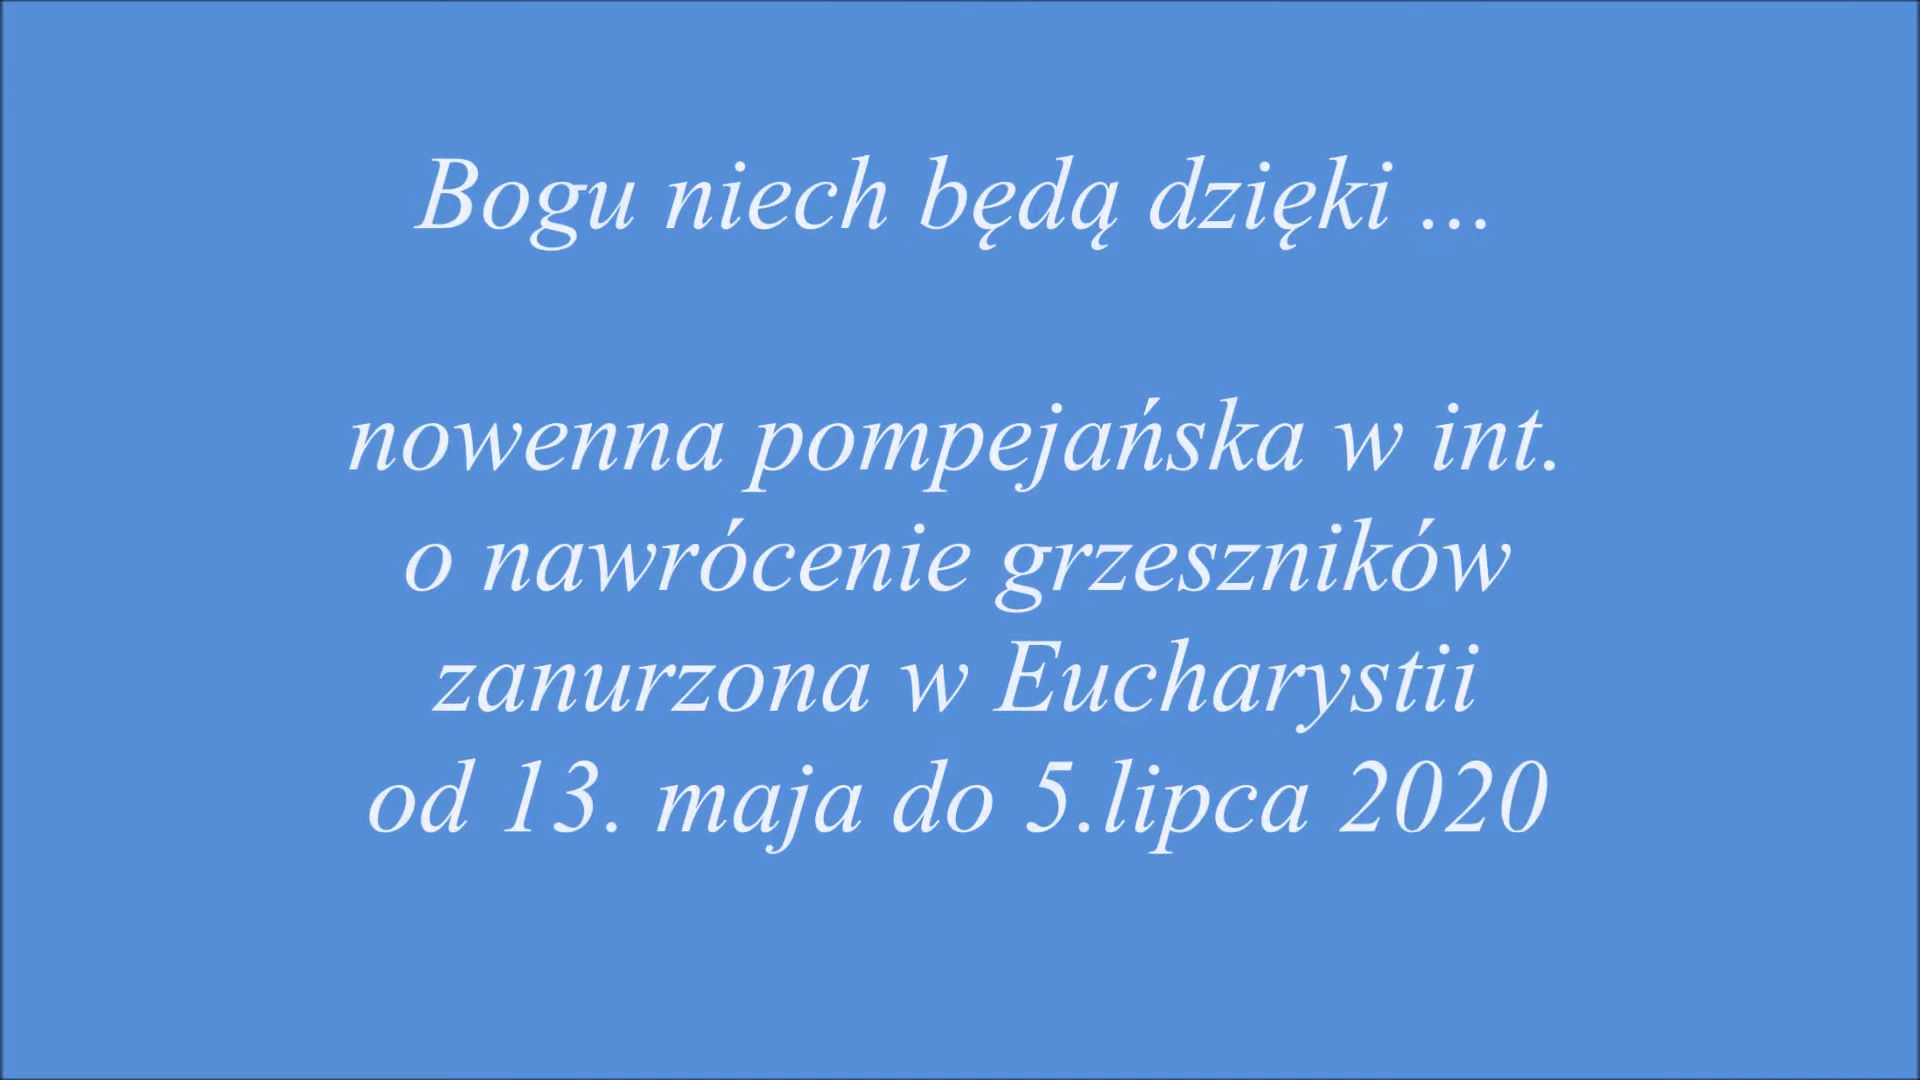 Bogu niech będą dzięki ...
nowenna pompejańska w int.
o nawrócenie grzeszników
zanurzona w Eucharystii
od 13. maja do 5.lipca 2020